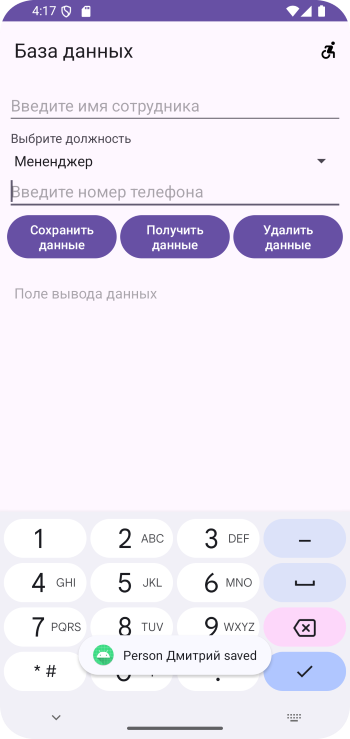 4:17
База данных
Введите имя сотрудника
Выбрите должность
Мененджер
Введите номер телефона
Сохранить данные
Получить данные
Удалить данные
Поле вывода данных
1
2 ABC
3 DEF
4 GHI
5 JKL
6 MNO
7 PQRS
8 TUV
9 WXYZ
Person Дмитрий saved
* #